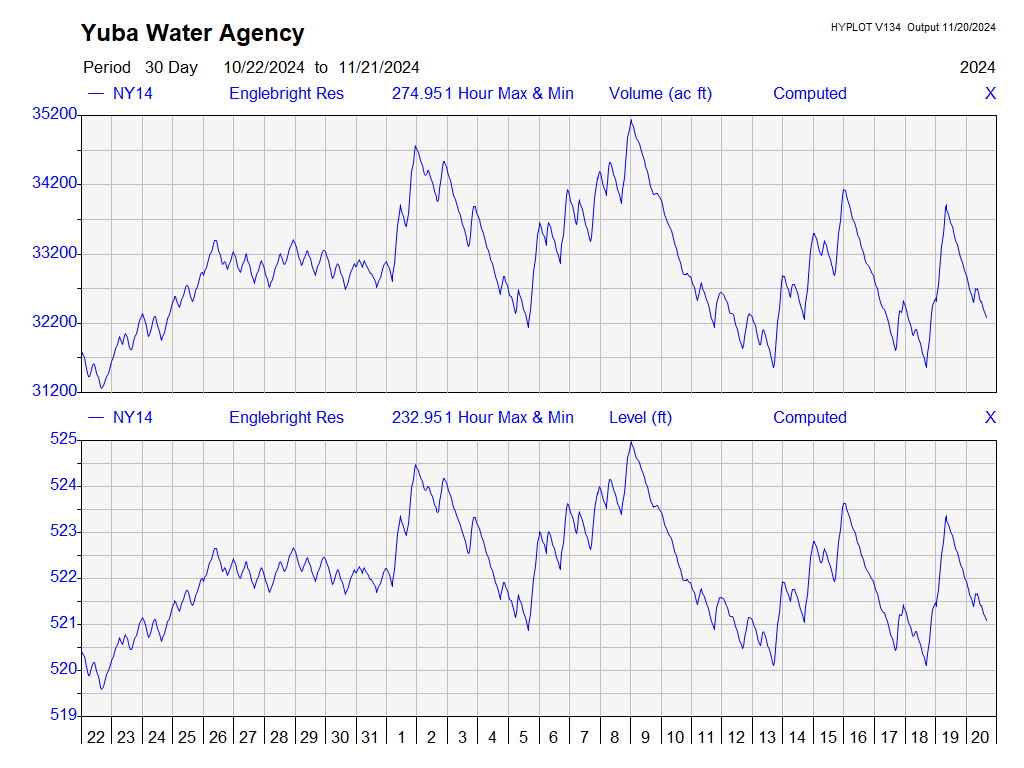 Yuba Water Agency
HYPLOT V134 Output 11/20/2024
Period 30 Day 10/22/2024 to 11/21/2024 2024
NY14 Englebright Res 274.951 Hour Max & Min Volume (ac ft) Computed X
35200
34200
33200
32200
31200
NY14 Englebright Res 232.951 Hour Max & Min Level (ft) Computed X
525
524
523
522
521
520
519
22 23 24 25 26 27 28 29 30 31 1 2 3 4 5 6 7 8 9 10 11 12 13 14 15 16 17 18 19 20